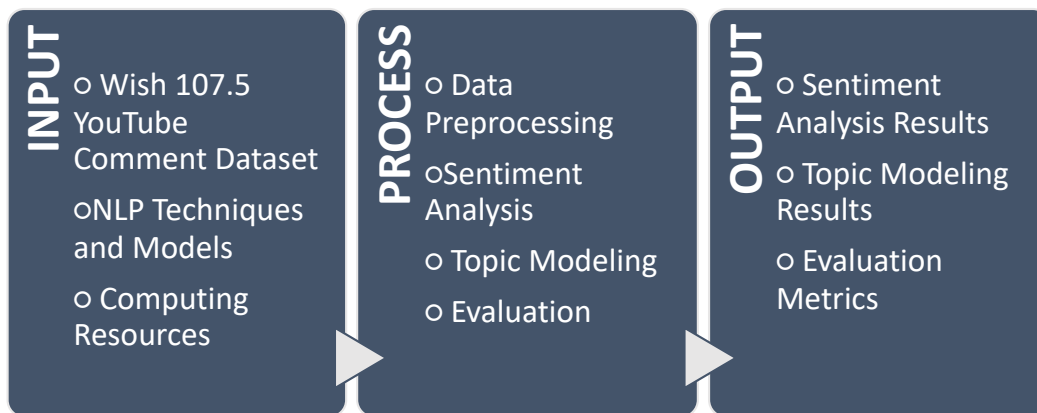 INPUT
○ Wish 107.5
YouTube
Comment Dataset
○NLP Techniques
and Models
○ Computing
Resources
PROCESS
○ Data
Preprocessing
○Sentiment
Analysis
○ Topic Modeling
○ Evaluation
OUTPUT
○ Sentiment
Analysis Results
○ Topic Modeling
Results
○ Evaluation
Metrics